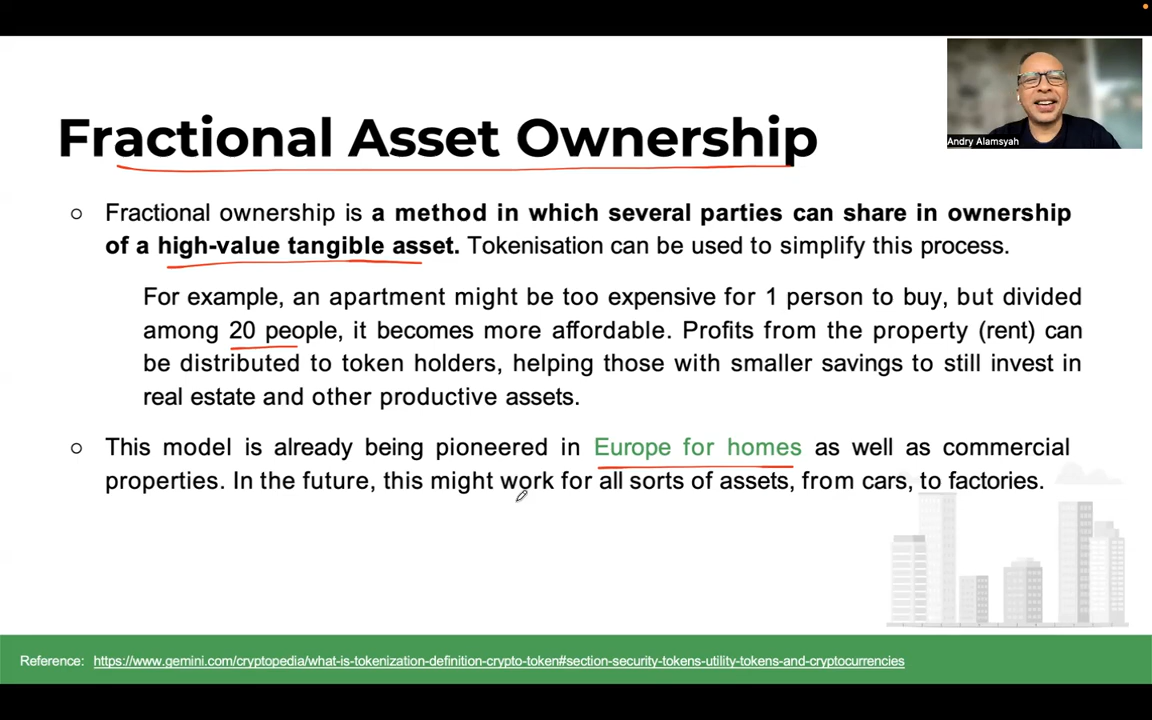 Andry Alamsyah
Fractional Asset Ownership
○ Fractional ownership is a method in which several parties can share in ownership
of a high-value tangible asset. Tokenisation can be used to simplify this process.
For example, an apartment might be too expensive for 1 person to buy, but divided
among 20 people, it becomes more affordable. Profits from the property (rent) can
be distributed to token holders, helping those with smaller savings to still invest in
real estate and other productive assets.
○ This model is already being pioneered in Europe for homes as well as commercial
properties. In the future, this might work for all sorts of assets, from cars, to factories.
Reference: https://www.gemini.com/cryptopedia/what-is-tokenization-definition-crypto-token#section-security-tokens-utility-tokens-and-cryptocurrencies